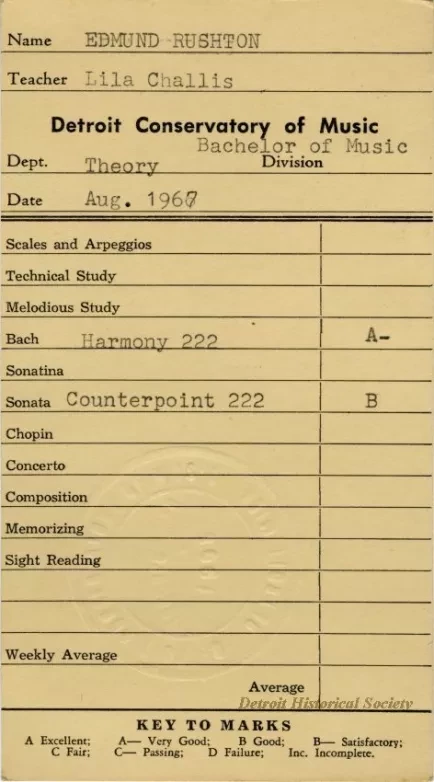 Name EDMUND RUSHTON
Teacher Lila Challis
Detroit Conservatory of Music
Bachelor of Music
Dept. Theory Division
Date Aug. 1967
Scales and Arpeggios
Technical Study
Melodious Study
Bach Harmony 222 A-
Sonatina
Sonata Counterpoint 222 B
Chopin
Concerto
Composition
Memorizing
Sight Reading
Weekly Average
Average
Detroit Historical Society
KEY TO MARKS
A Excellent; A— Very Good; B Good; B— Satisfactory;
C Fair; C— Passing; D Failure; Inc. Incomplete.